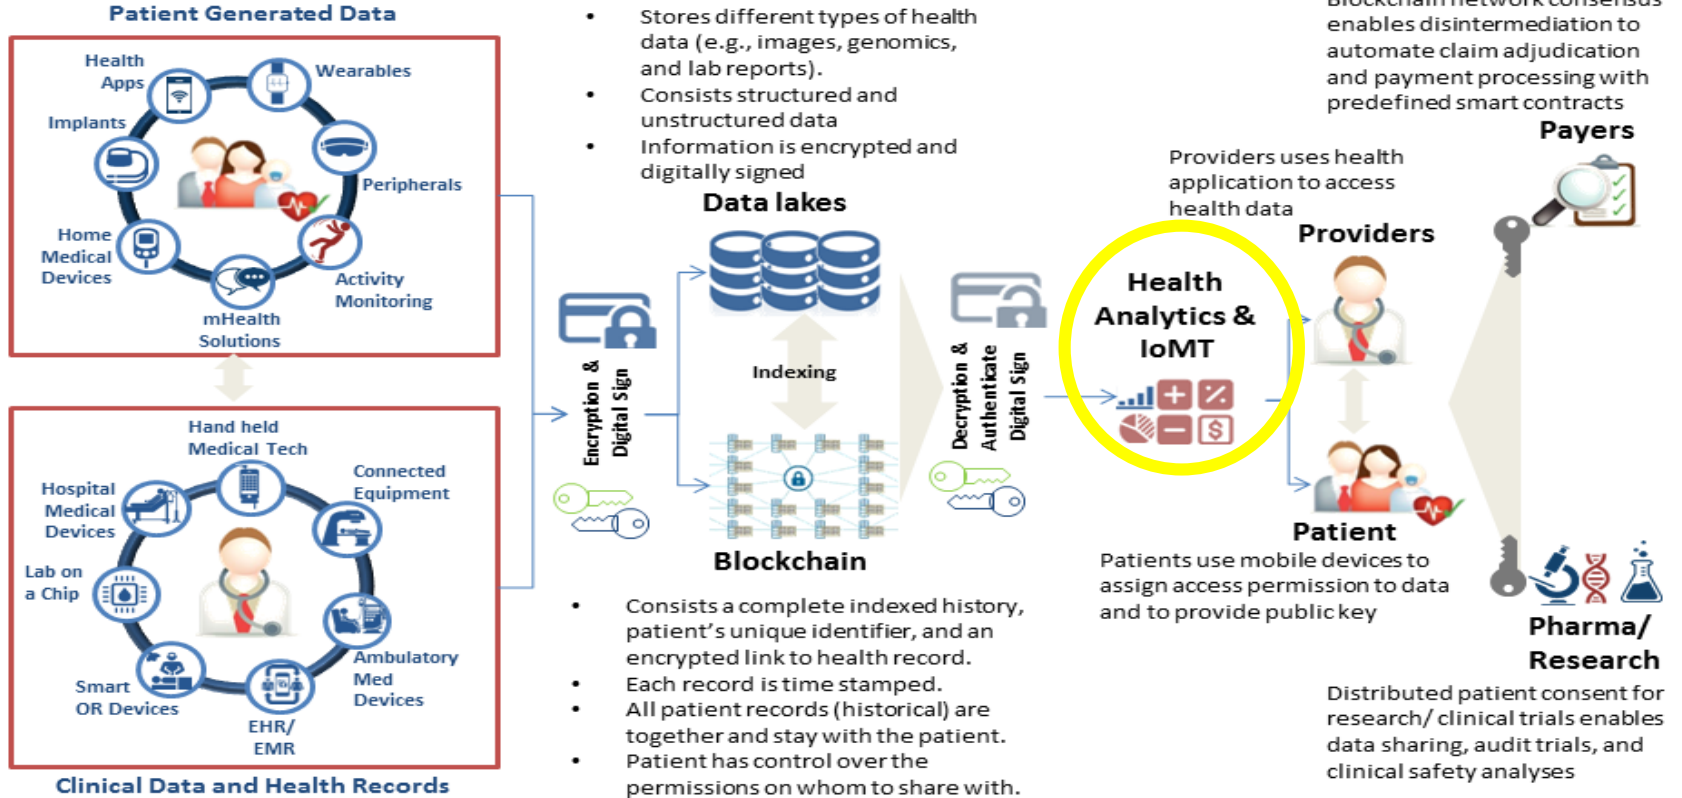 Patient Generated Data
Health
Apps
Wearables
Implants
Peripherals
Home
Medical
Devices
Activity
Monitoring
mHealth
Solutions
Hand held
Medical Tech
Connected
Equipment
Hospital
Medical
Devices
Lab on
a Chip
Ambulatory
Med
Devices
Smart
OR Devices
EHR/
EMR
Clinical Data and Health Records
Encryption &
Digital Sign
• Stores different types of health
data (e.g., images, genomics,
and lab reports).
• Consists structured and
unstructured data
• Information is encrypted and
digitally signed
Data lakes
Indexing
Blockchain
• Consists a complete indexed history,
patient's unique identifier, and an
encrypted link to health record.
• Each record is time stamped.
• All patient records (historical) are
together and stay with the patient.
• Patient has control over the
permissions on whom to share with.
Decryption &
Authenticate
Digital Sign
Health
Analytics &
IoMT
Providers uses health
application to access
health data
Providers
Patient
Patients use mobile devices to
assign access permission to data
and to provide public key
Blockchain network consensus
enables disintermediation to
automate claim adjudication
and payment processing with
predefined smart contracts
Payers
Pharma/
Research
Distributed patient consent for
research/ clinical trials enables
data sharing, audit trials, and
clinical safety analyses